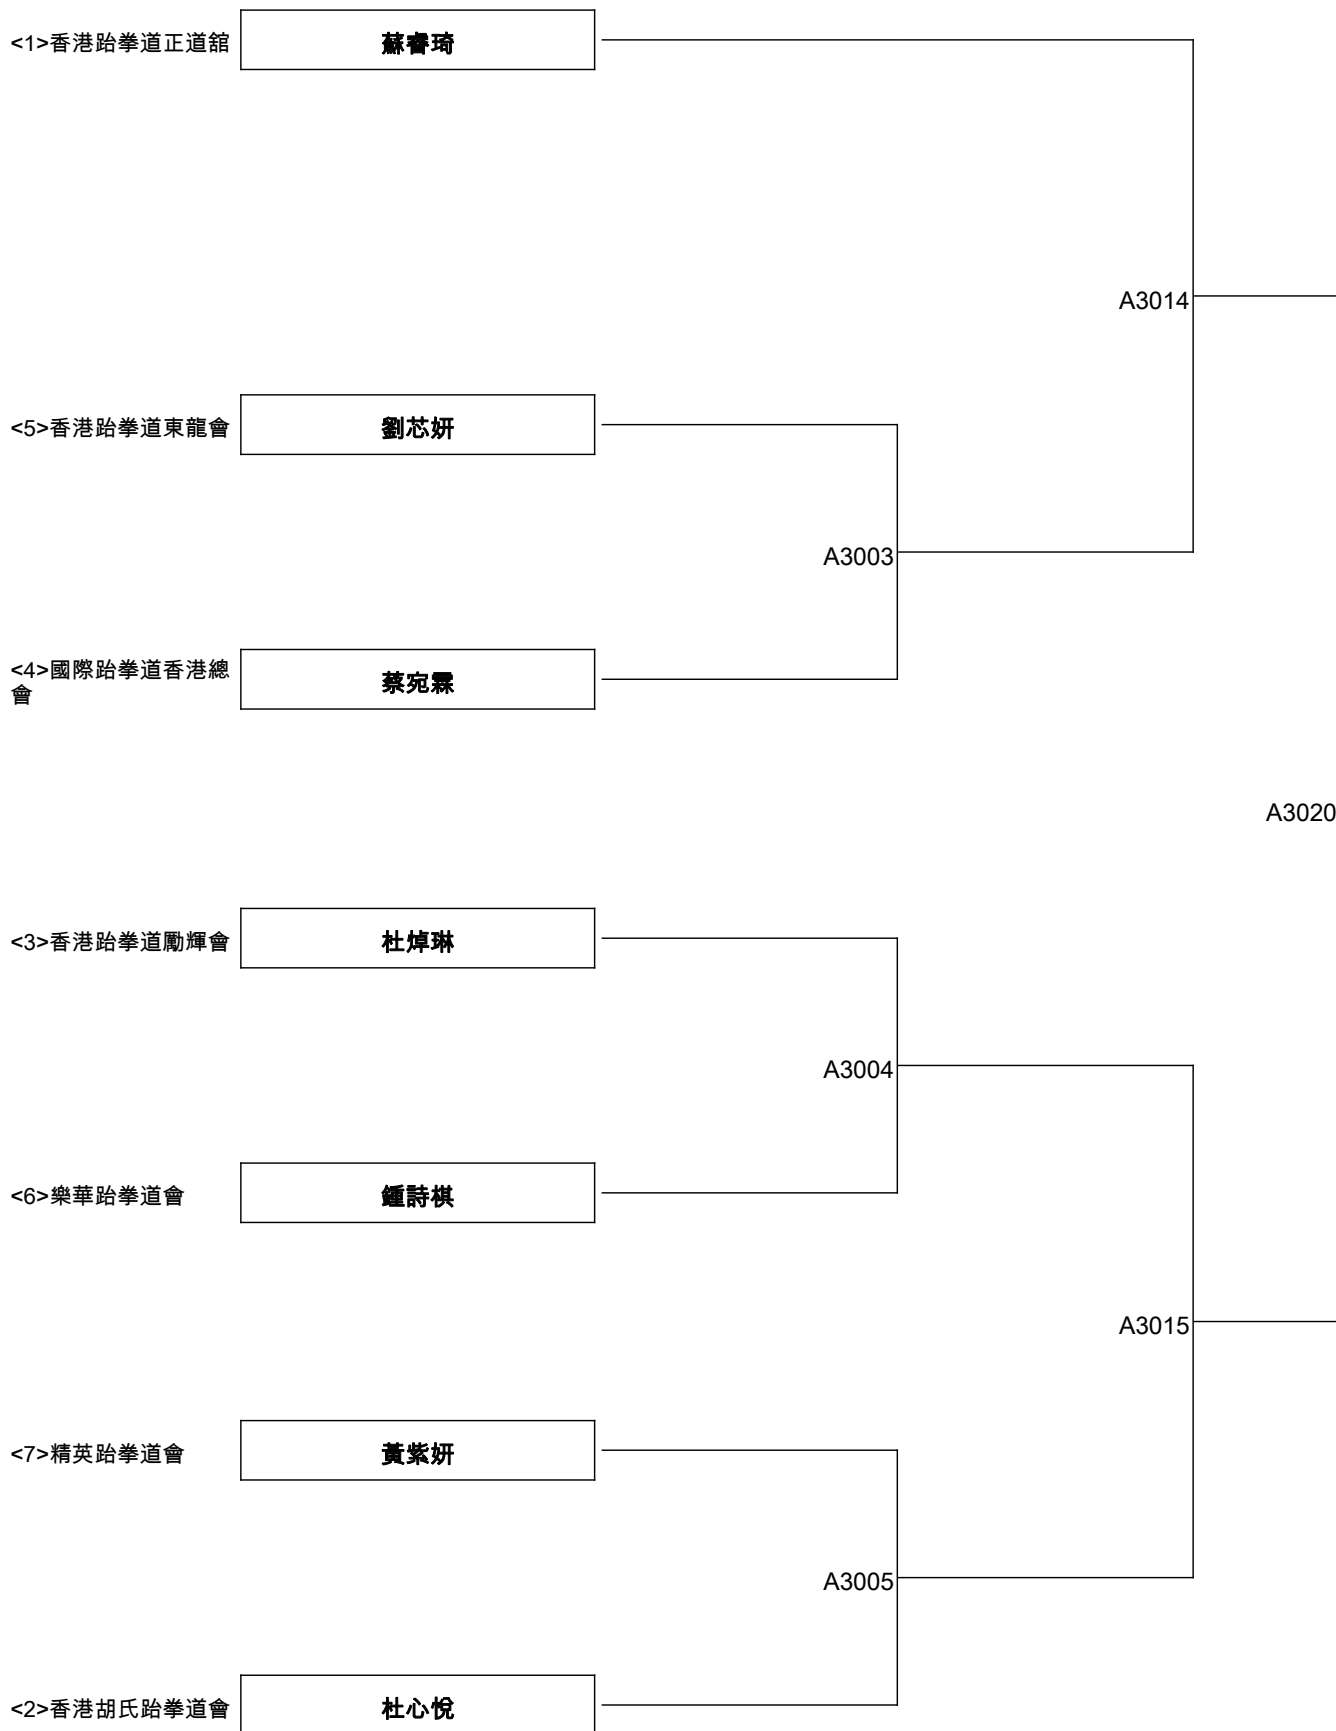 <1>香港跆拳道正道舘
蘇睿琦
A3014
<5>香港跆拳道東龍會
劉芯妍
A3003
<4>國際跆拳道香港總
會
蔡宛霖
A3020
<3>香港跆拳道勵輝會
杜焯琳
A3004
<6>樂華跆拳道會
鍾詩棋
A3015
<7>精英跆拳道會
黃紫妍
A3005
<2>香港胡氏跆拳道會
杜心悅